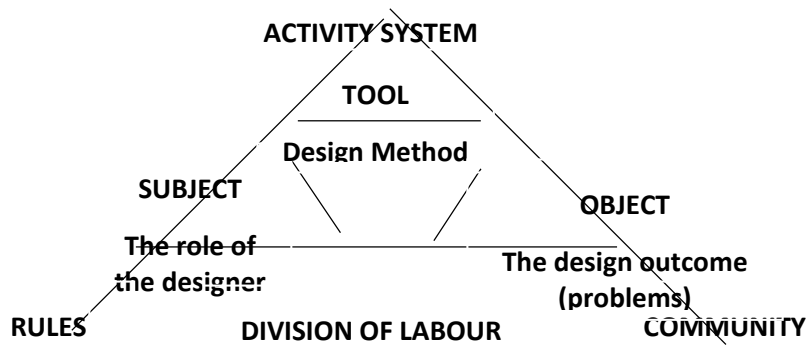 ACTIVITY SYSTEM
TOOL
Design Method
SUBJECT
OBJECT
The role of
the designer
The design outcome
(problems)
RULES
DIVISION OF LABOUR
COMMUNITY